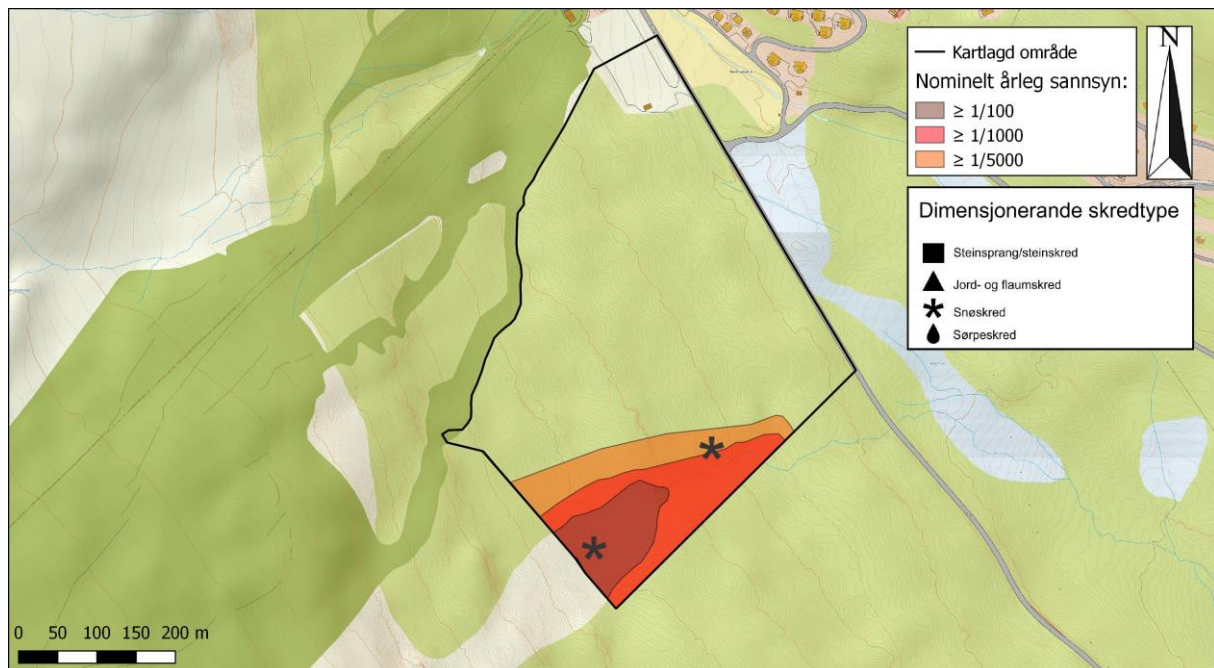 Kartlagd område
Nominelt årleg sannsyn:
≥ 1/100
≥ 1/1000
≥ 1/5000
N
Dimensjonerande skredtype
Steinsprang/steinskred
Jord- og flaumskred
Snøskred
Sørpeskred
0 50 100 150 200 m